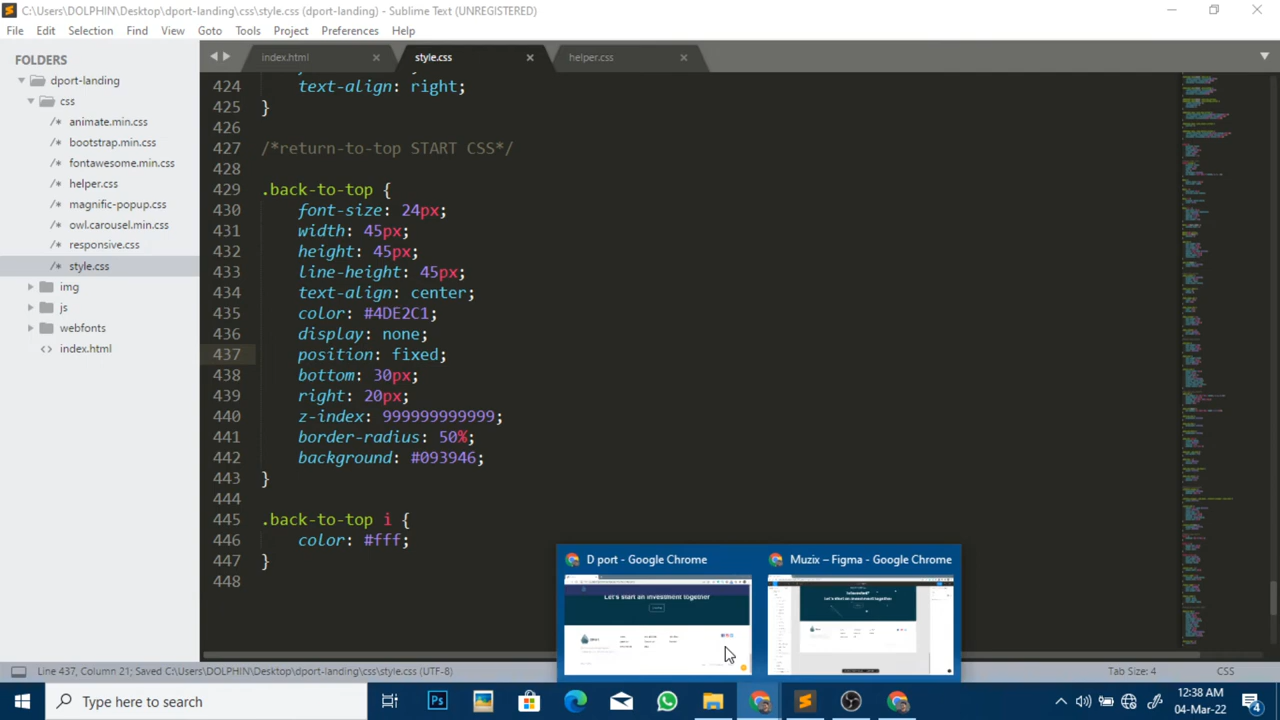 C:\Users\DOLPHIN\Desktop\dport-landing\css\style.css (dport-landing) - Sublime Text (UNREGISTERED)
File Edit Selection Find View Goto Tools Project Preferences Help
FOLDERS
dport-landing
css
/* animate.min.css
/* bootstrap.min.css
/* fontawesome.min.css
/* helper.css
/* magnific-popup.css
/* owl.carousel.min.css
/* responsive.css
/* style.css
img
js
webfonts
<> index.html
index.html × style.css × helper.css ×
424 text-align: right;
425 }
426
427 /*return-to-top START CSS*/
428
429 .back-to-top {
430 font-size: 24px;
431 width: 45px;
432 height: 45px;
433 line-height: 45px;
434 text-align: center;
435 color: #4DE2C1;
436 display: none;
437 position: fixed;
438 bottom: 30px;
439 right: 20px;
440 z-index: 999999999999;
441 border-radius: 50%;
442 background: #093946;
443 }
444
445 .back-to-top i {
446 color: #fff;
447 }
448
D port - Google Chrome
Let's start an investment together
Muzix – Figma - Google Chrome
Let's start an investment together
Line 437, Column 21; Saved C:\Users\DOLPHIN\Desktop\dport-landing\css\style.css (UTF-8)
Tab Size: 4
CSS
Type here to search
Ps
12:38 AM
04-Mar-22
4